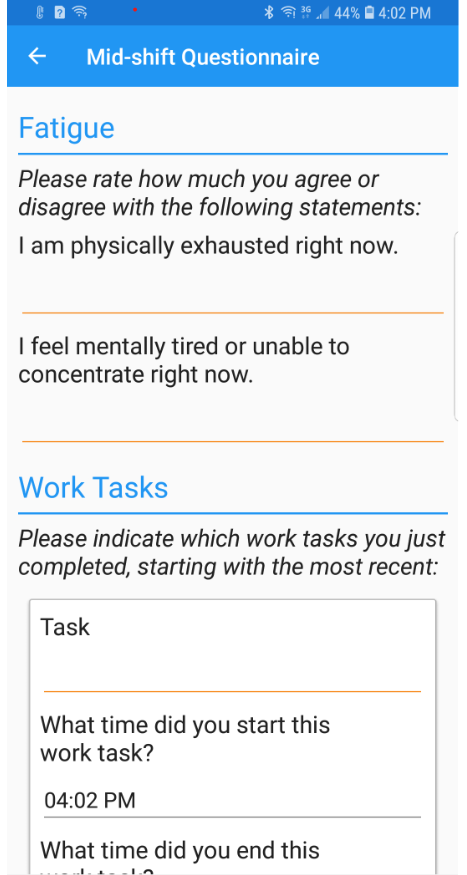 3G 44% 4:02 PM
Mid-shift Questionnaire
Fatigue
Please rate how much you agree or
disagree with the following statements:
I am physically exhausted right now.
I feel mentally tired or unable to
concentrate right now.
Work Tasks
Please indicate which work tasks you just
completed, starting with the most recent:
Task
What time did you start this
work task?
04:02 PM
What time did you end this